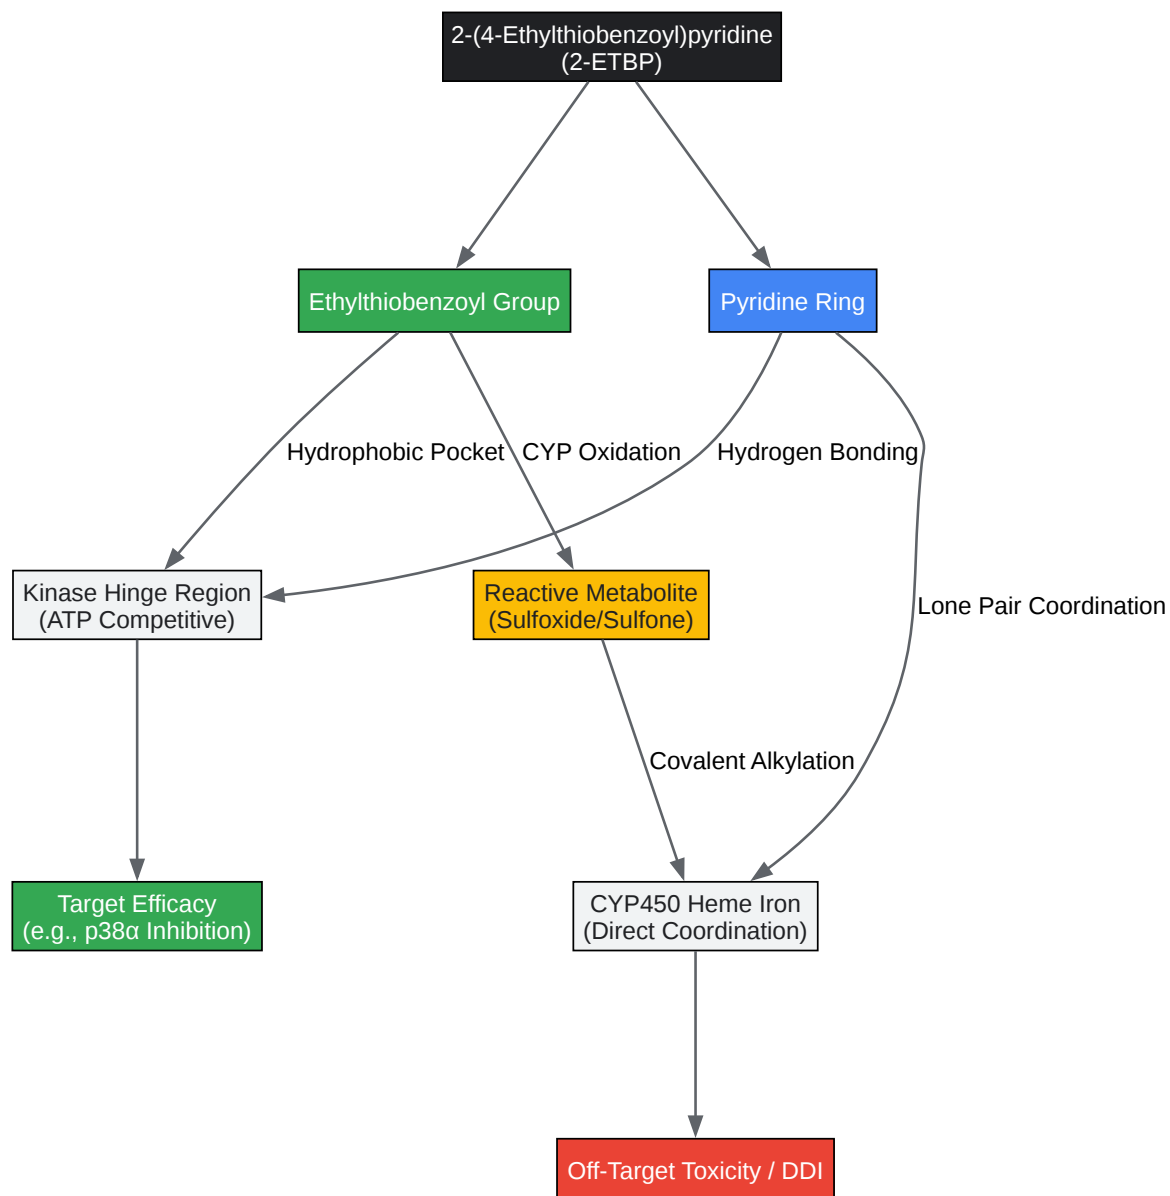 2-(4-Ethylthiobenzoyl)pyridine
(2-ETBP)
Ethylthiobenzoyl Group
Pyridine Ring
Hydrophobic Pocket
CYP Oxidation
Hydrogen Bonding
Kinase Hinge Region
(ATP Competitive)
Reactive Metabolite
(Sulfoxide/Sulfone)
Lone Pair Coordination
Covalent Alkylation
Target Efficacy
(e.g., p38α Inhibition)
CYP450 Heme Iron
(Direct Coordination)
Off-Target Toxicity / DDI